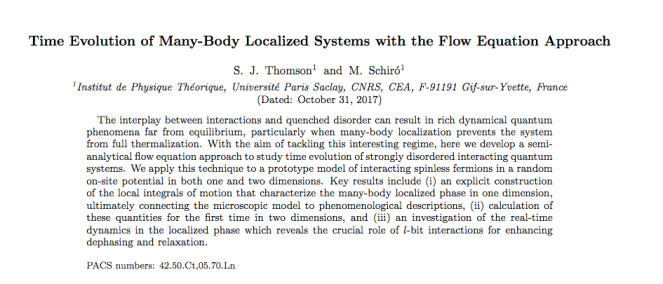 Time Evolution of Many-Body Localized Systems with the Flow Equation Approach
S. J. Thomson¹ and M. Schiró¹
¹Institut de Physique Théorique, Université Paris Saclay, CNRS, CEA, F-91191 Gif-sur-Yvette, France
(Dated: October 31, 2017)
The interplay between interactions and quenched disorder can result in rich dynamical quantum
phenomena far from equilibrium, particularly when many-body localization prevents the system
from full thermalization. With the aim of tackling this interesting regime, here we develop a semi-
analytical flow equation approach to study time evolution of strongly disordered interacting quantum
systems. We apply this technique to a prototype model of interacting spinless fermions in a random
on-site potential in both one and two dimensions. Key results include (i) an explicit construction
of the local integrals of motion that characterize the many-body localized phase in one dimension,
ultimately connecting the microscopic model to phenomenological descriptions, (ii) calculation of
these quantities for the first time in two dimensions, and (iii) an investigation of the real-time
dynamics in the localized phase which reveals the crucial role of l-bit interactions for enhancing
dephasing and relaxation.
PACS numbers: 42.50.Ct,05.70.Ln